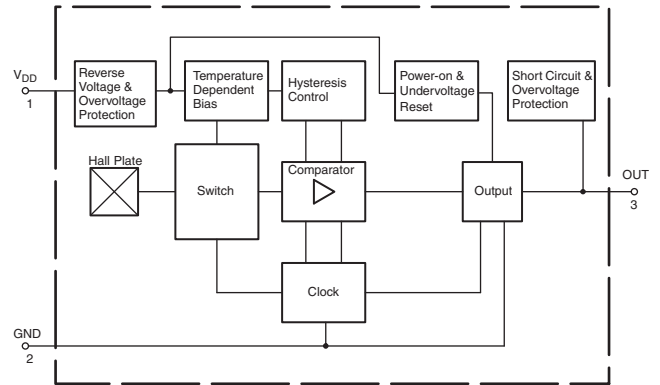 VDD
1
Reverse
Voltage &
Overvoltage
Protection
Temperature
Dependent
Bias
Hysteresis
Control
Power-on &
Undervoltage
Reset
Short Circuit &
Overvoltage
Protection
Hall Plate
Switch
Comparator
Output
OUT
3
Clock
GND
2